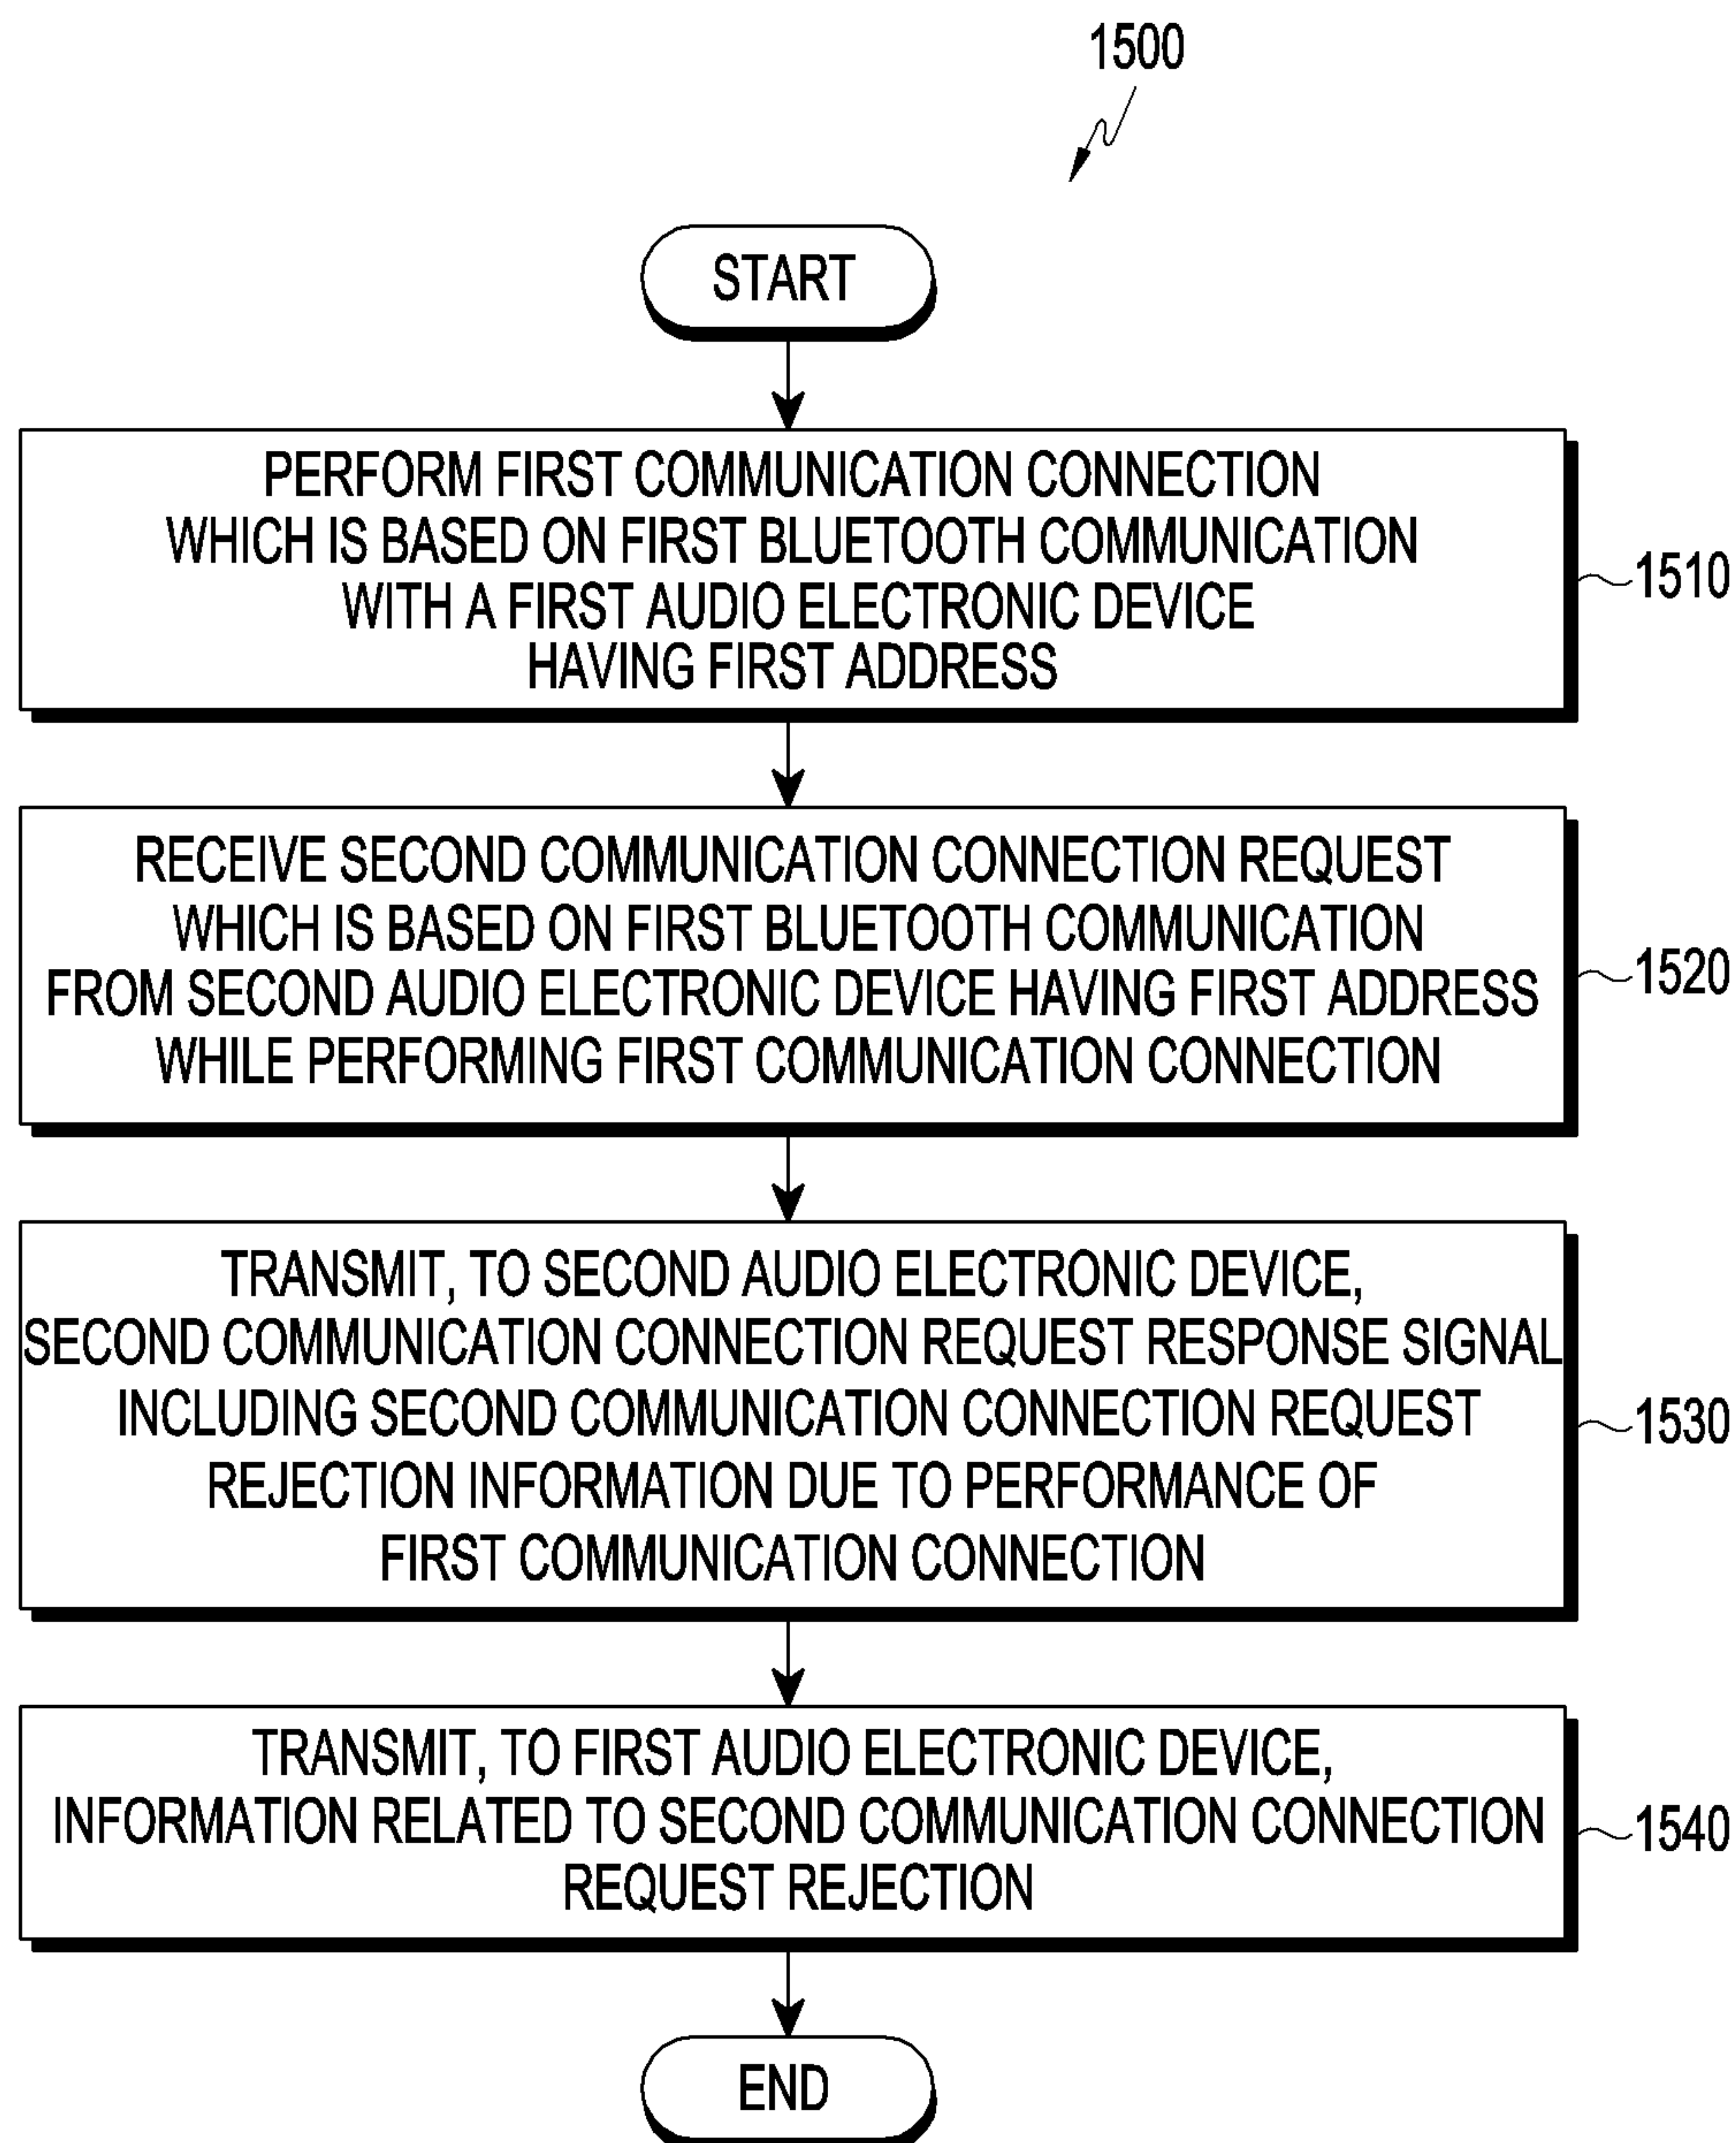 1500
START
PERFORM FIRST COMMUNICATION CONNECTION
WHICH IS BASED ON FIRST BLUETOOTH COMMUNICATION
WITH A FIRST AUDIO ELECTRONIC DEVICE
HAVING FIRST ADDRESS
1510
RECEIVE SECOND COMMUNICATION CONNECTION REQUEST
WHICH IS BASED ON FIRST BLUETOOTH COMMUNICATION
FROM SECOND AUDIO ELECTRONIC DEVICE HAVING FIRST ADDRESS
WHILE PERFORMING FIRST COMMUNICATION CONNECTION
1520
TRANSMIT, TO SECOND AUDIO ELECTRONIC DEVICE,
SECOND COMMUNICATION CONNECTION REQUEST RESPONSE SIGNAL
INCLUDING SECOND COMMUNICATION CONNECTION REQUEST
REJECTION INFORMATION DUE TO PERFORMANCE OF
FIRST COMMUNICATION CONNECTION
1530
TRANSMIT, TO FIRST AUDIO ELECTRONIC DEVICE,
INFORMATION RELATED TO SECOND COMMUNICATION CONNECTION
REQUEST REJECTION
1540
END